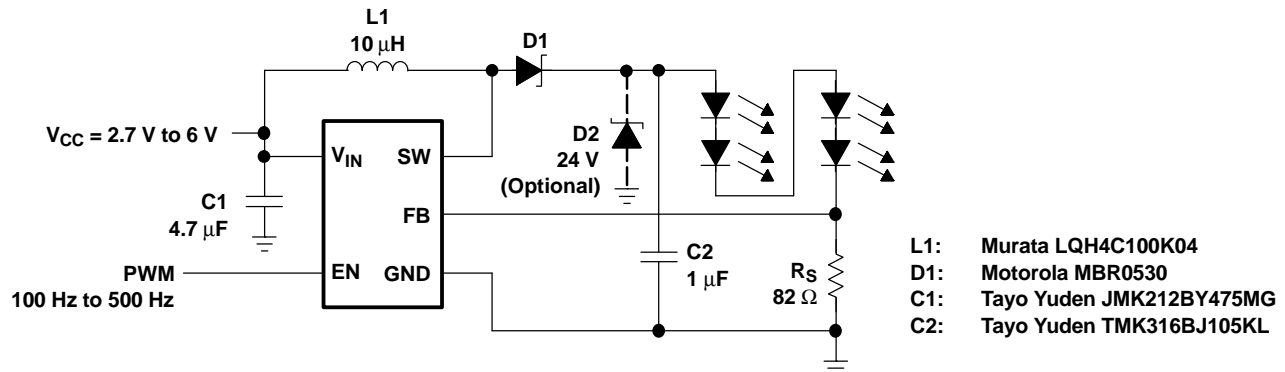 L1
10 μH
D1
VCC = 2.7 V to 6 V
VIN
SW
D2
24 V
(Optional)
C1
4.7 μF
FB
C2
1 μF
RS
82 Ω
PWM
100 Hz to 500 Hz
EN
GND
L1: Murata LQH4C100K04
D1: Motorola MBR0530
C1: Tayo Yuden JMK212BY475MG
C2: Tayo Yuden TMK316BJ105KL